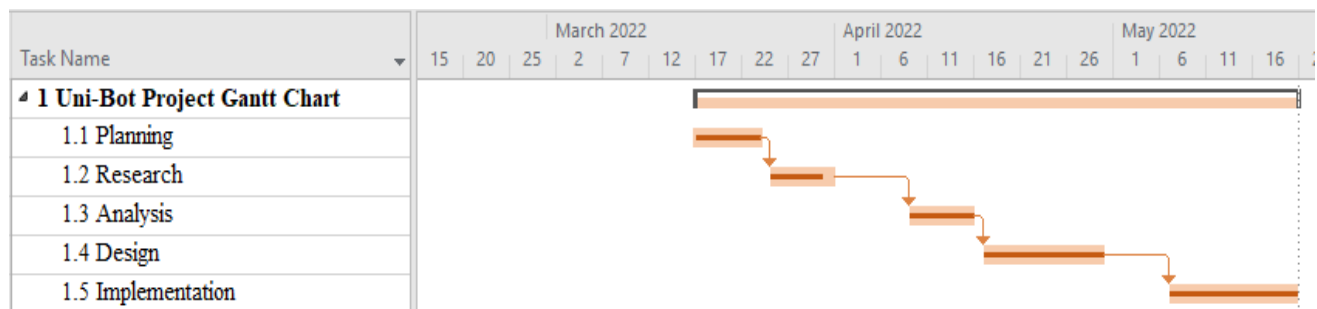 March 2022 April 2022 May 2022
Task Name 15 20 25 2 7 12 17 22 27 1 6 11 16 21 26 1 6 11 16
1 Uni-Bot Project Gantt Chart
1.1 Planning
1.2 Research
1.3 Analysis
1.4 Design
1.5 Implementation